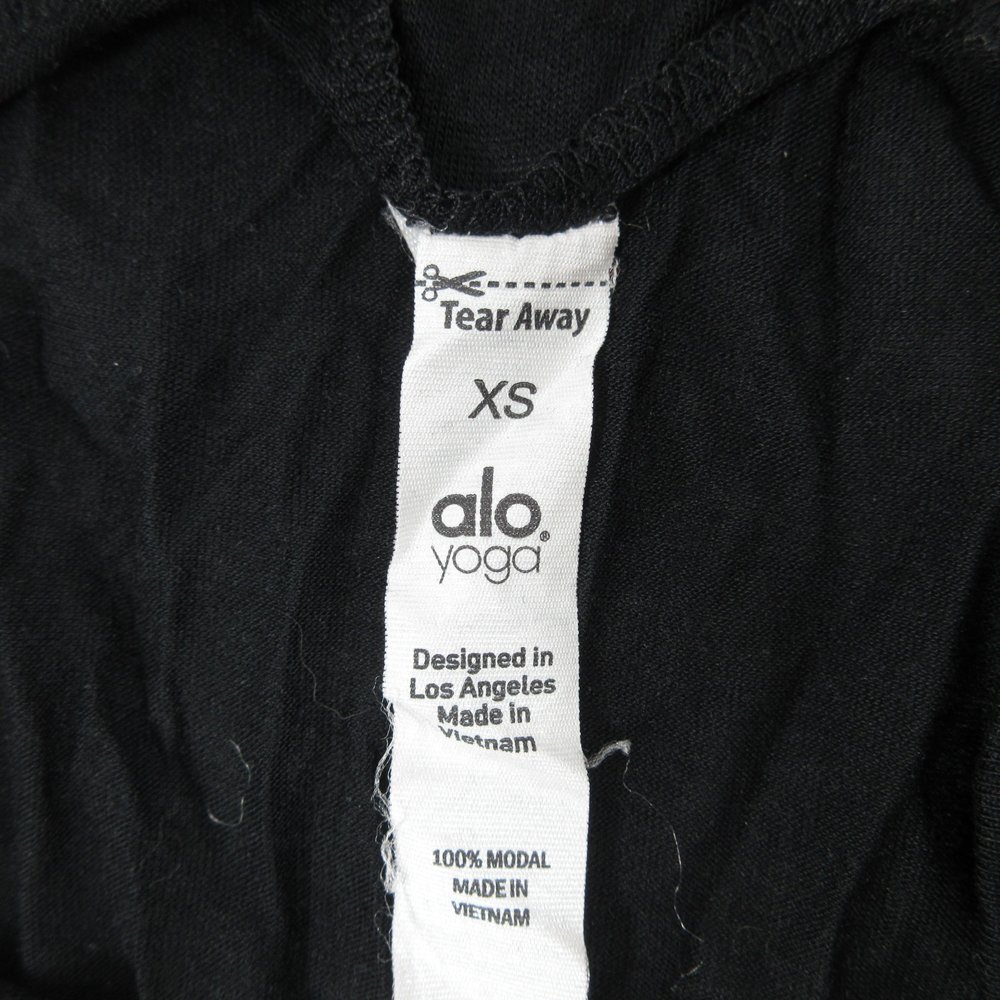 Tear Away
XS
alo®
yoga
Designed in
Los Angeles
Made in
Vietnam
100% MODAL
MADE IN
VIETNAM